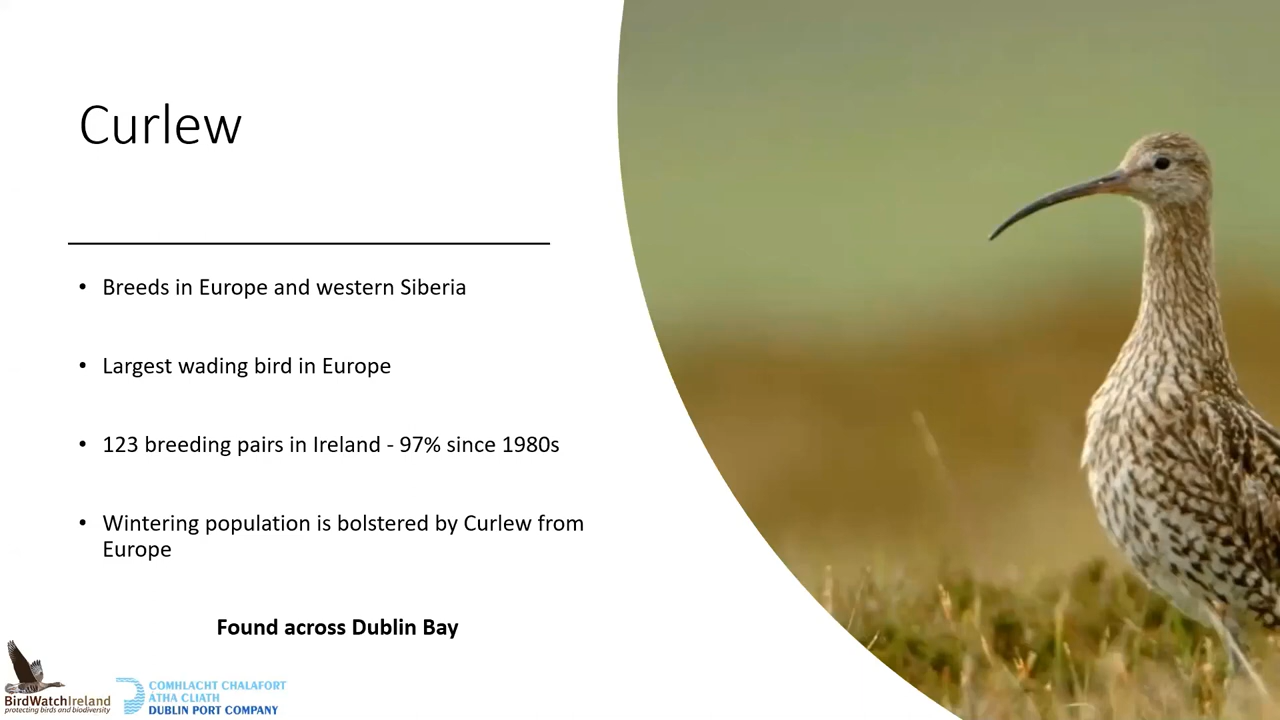 Curlew
• Breeds in Europe and western Siberia
• Largest wading bird in Europe
• 123 breeding pairs in Ireland - 97% since 1980s
• Wintering population is bolstered by Curlew from
Europe
Found across Dublin Bay
BirdWatchIreland
protecting birds and biodiversity
COMHLACHT CHALAFORT
ÁTHA CLIATH
DUBLIN PORT COMPANY